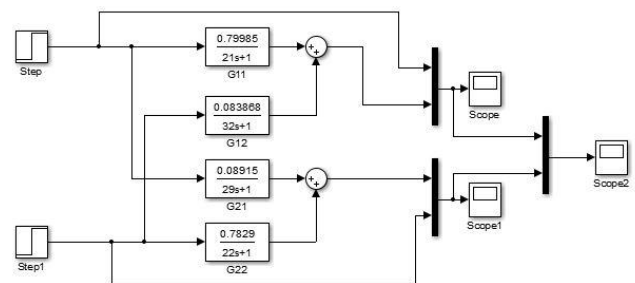 0.79985
21s+1
G11
Step
0.083868
32s+1
G12
Scope
0.08915
29s+1
G21
Scope2
0.7829
22s+1
G22
Scope1
Step1